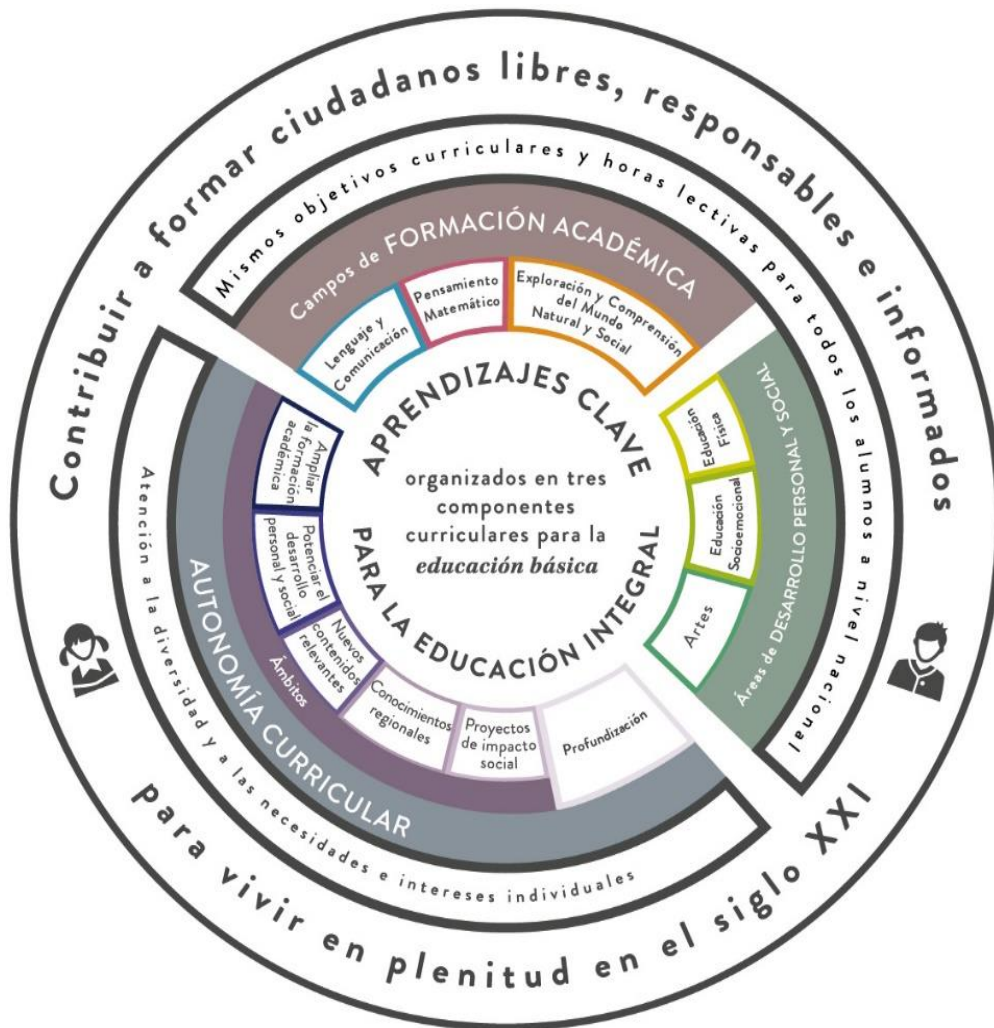 Contribuir a formar ciudadanos libres, responsables e informados
para vivir en plenitud en el siglo XXI
Mismos objetivos curriculares y horas lectivas para todos los alumnos a nivel nacional
Campos de FORMACIÓN ACADÉMICA
Lenguaje y
Comunicación
Pensamiento
Matemático
Exploración y Comprensión
del Mundo
Natural y Social
Áreas de DESARROLLO PERSONAL Y SOCIAL
Educación
Física
Educación
Socioemocional
Artes
Atención a la diversidad y a las necesidades e intereses individuales
AUTONOMÍA CURRICULAR
Ámbitos
Ampliar
la formación
académica
Potenciar el
desarrollo
personal y social
Nuevos
contenidos
relevantes
Conocimientos
regionales
Proyectos
de impacto
social
Profundización
APRENDIZAJES CLAVE
organizados en tres
componentes
curriculares para la
educación básica
PARA LA EDUCACIÓN INTEGRAL